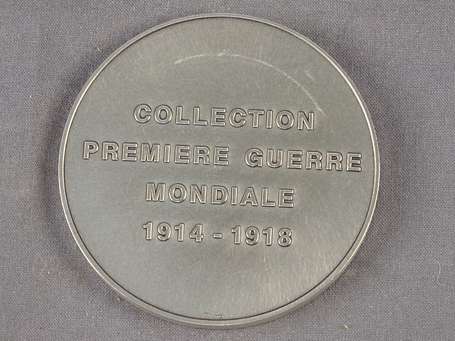 COLLECTION
PREMIERE GUERRE
MONDIALE
1914 - 1918